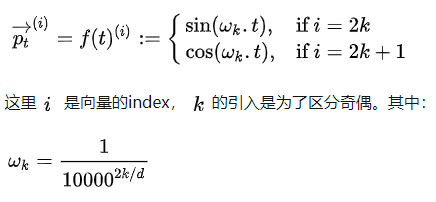 $\overrightarrow{p_t}^{(i)} = f(t)^{(i)} := \begin{cases} \sin(\omega_k . t), & \text{if } i = 2k \\ \cos(\omega_k . t), & \text{if } i = 2k + 1 \end{cases}$
这里 $i$ 是向量的index， $k$ 的引入是为了区分奇偶。其中：
$\omega_k = \frac{1}{10000^{2k/d}}$